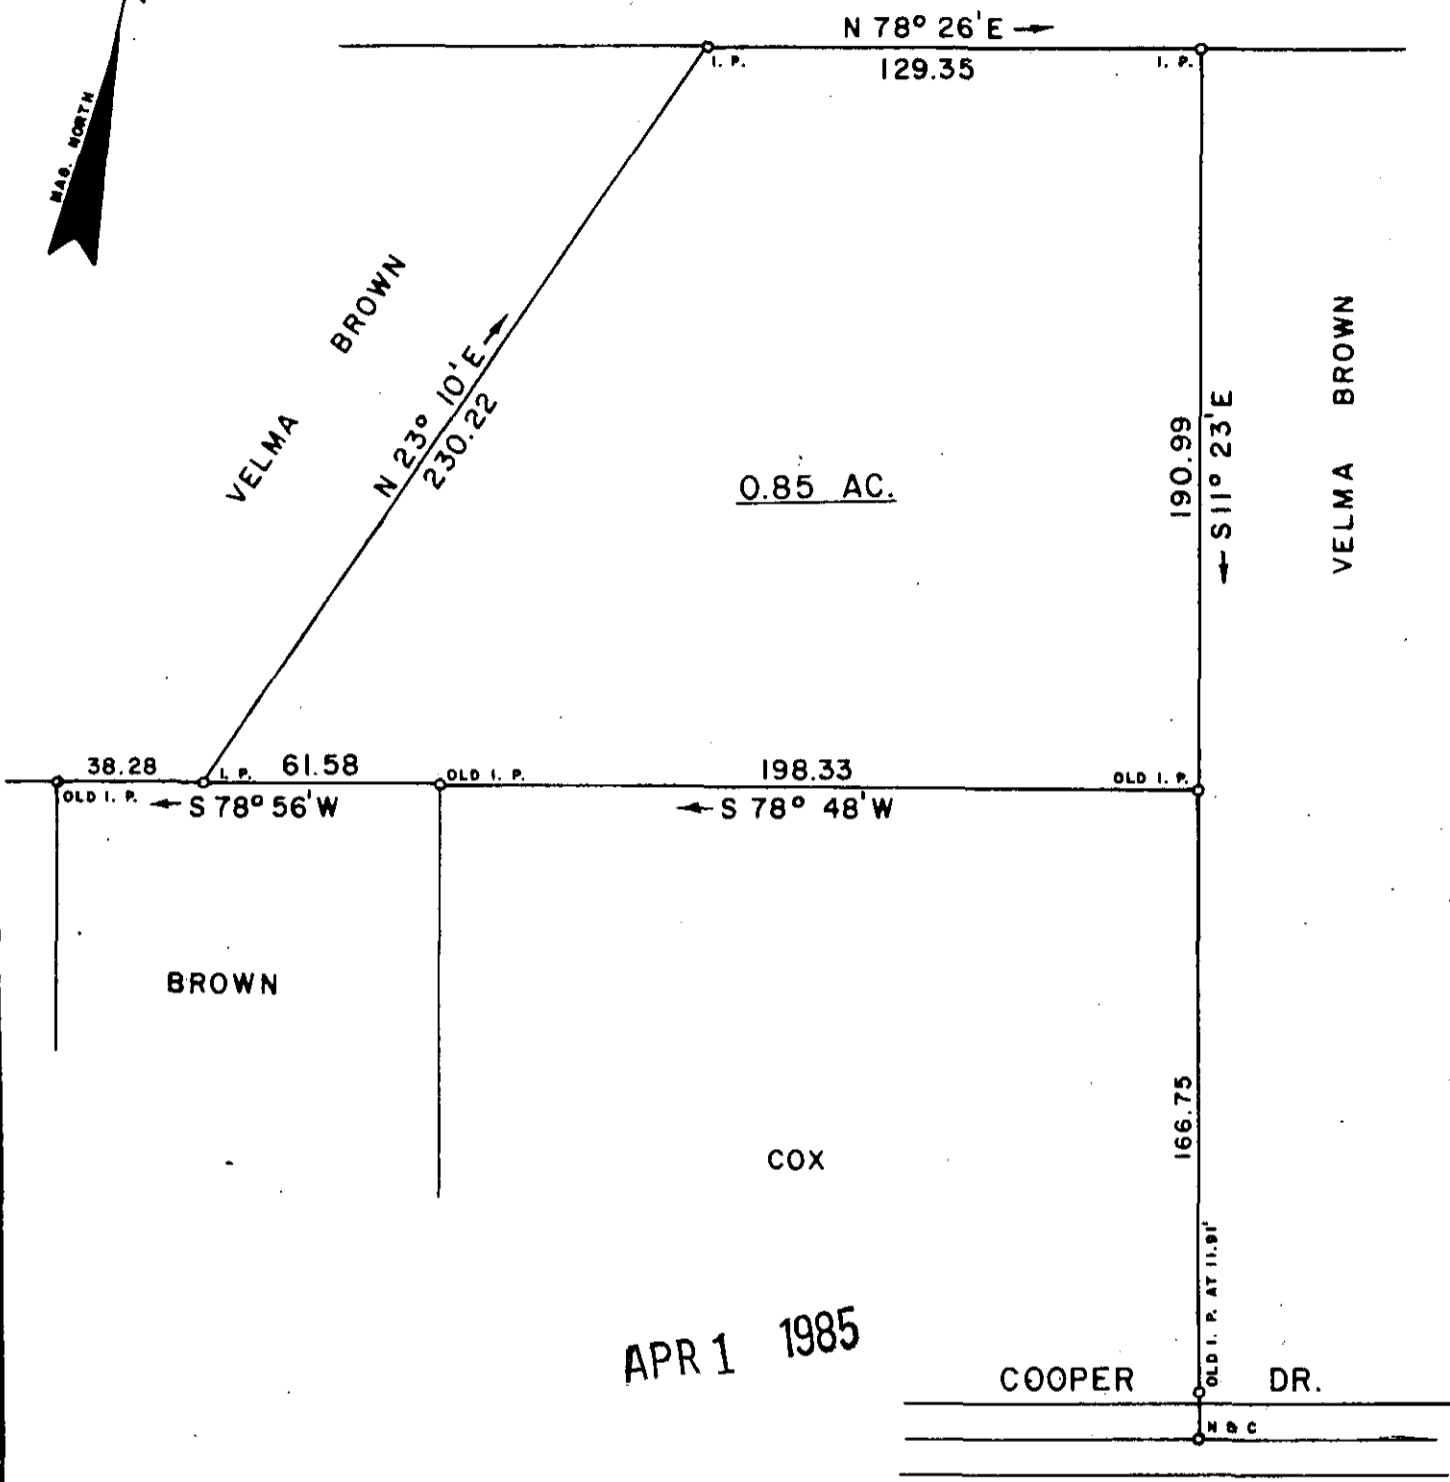 N 78° 26' E
I. P.
129.35
I. P.
MAG. NORTH
VELMA BROWN
N 23° 10' E
230.22
0.85 AC.
190.99
S 11° 23' E
VELMA BROWN
38.28
I. P.
61.58
OLD I. P.
198.33
OLD I. P.
OLD I. P.
S 78° 56' W
S 78° 48' W
BROWN
COX
166.75
OLD I. P. AT 11.91'
APR 1 1985
COOPER DR.
N & C